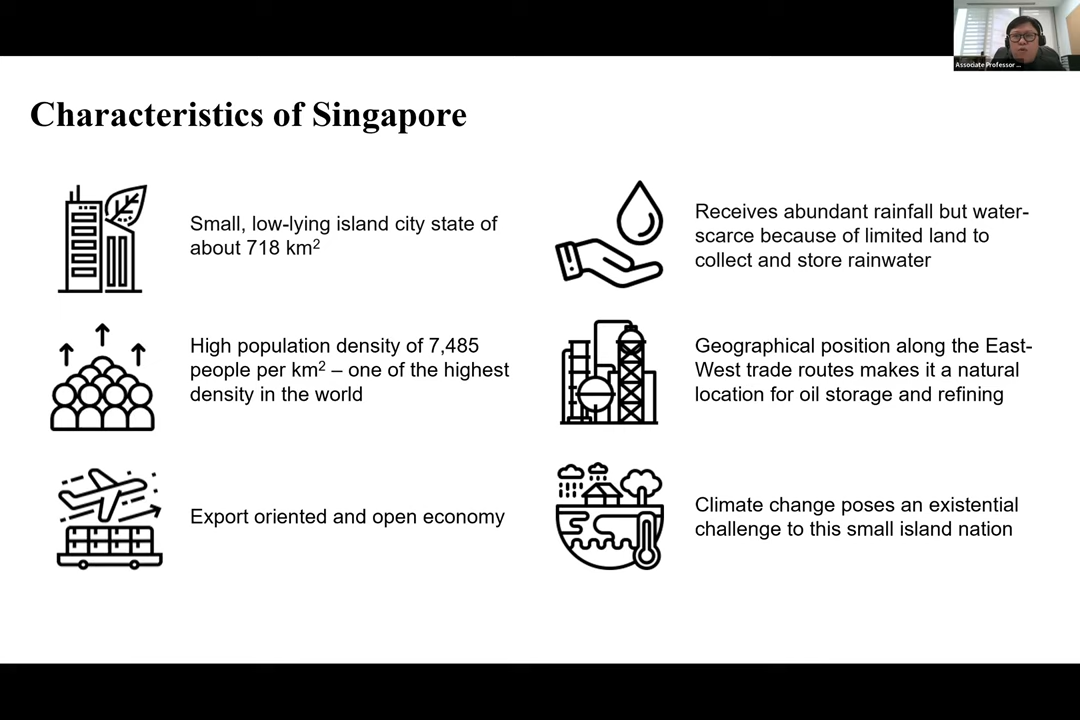 Associate Professor ...
Characteristics of Singapore
Small, low-lying island city state of
about 718 km²
High population density of 7,485
people per km² – one of the highest
density in the world
Export oriented and open economy
Receives abundant rainfall but water-
scarce because of limited land to
collect and store rainwater
Geographical position along the East-
West trade routes makes it a natural
location for oil storage and refining
Climate change poses an existential
challenge to this small island nation